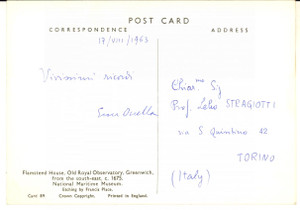 POST CARD
CORRESPONDENCE
ADDRESS
17/VIII/1963
Vivissimi ricordi
Chiar.mo Sig
Prof. Lelio STRAGIOTTI
via S Quintino 42
TORINO
(Italy)
Flamsteed House, Old Royal Observatory, Greenwich,
from the south-east, c. 1675.
National Maritime Museum.
Etching by Francis Place.
Card 89 Crown Copyright Printed in England.